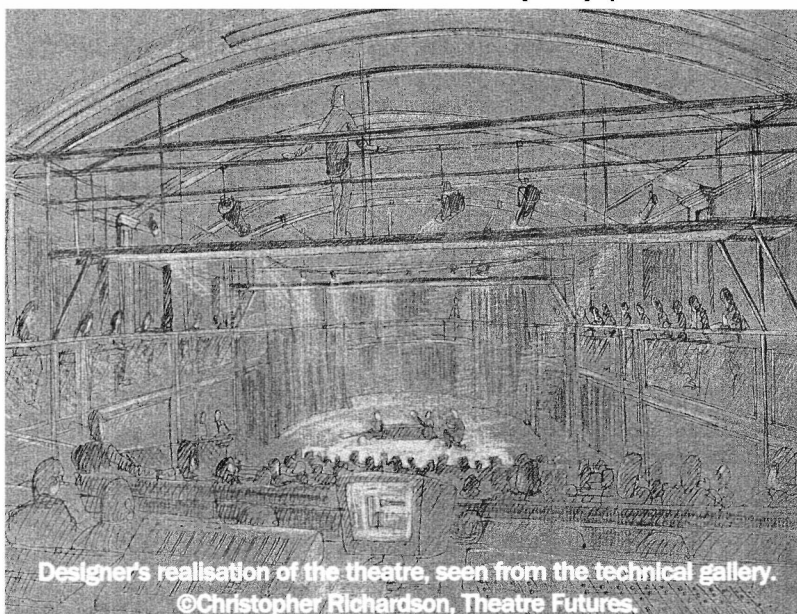 Designer's realisation of the theatre, seen from the technical gallery.
©Christopher Richardson, Theatre Futures.